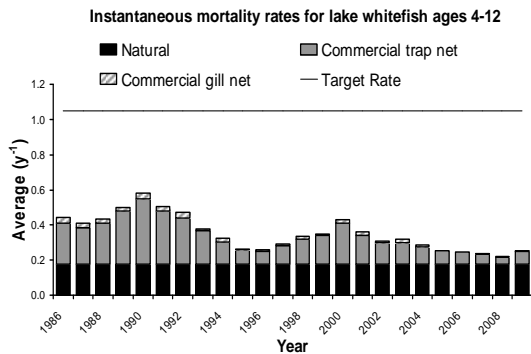 Instantaneous mortality rates for lake whitefish ages 4-12
Natural Commercial trap net
Commercial gill net Target Rate
Average (y⁻¹)
1.2
1.0
0.8
0.6
0.4
0.2
0.0
1986 1988 1990 1992 1994 1996 1998 2000 2002 2004 2006 2008
Year